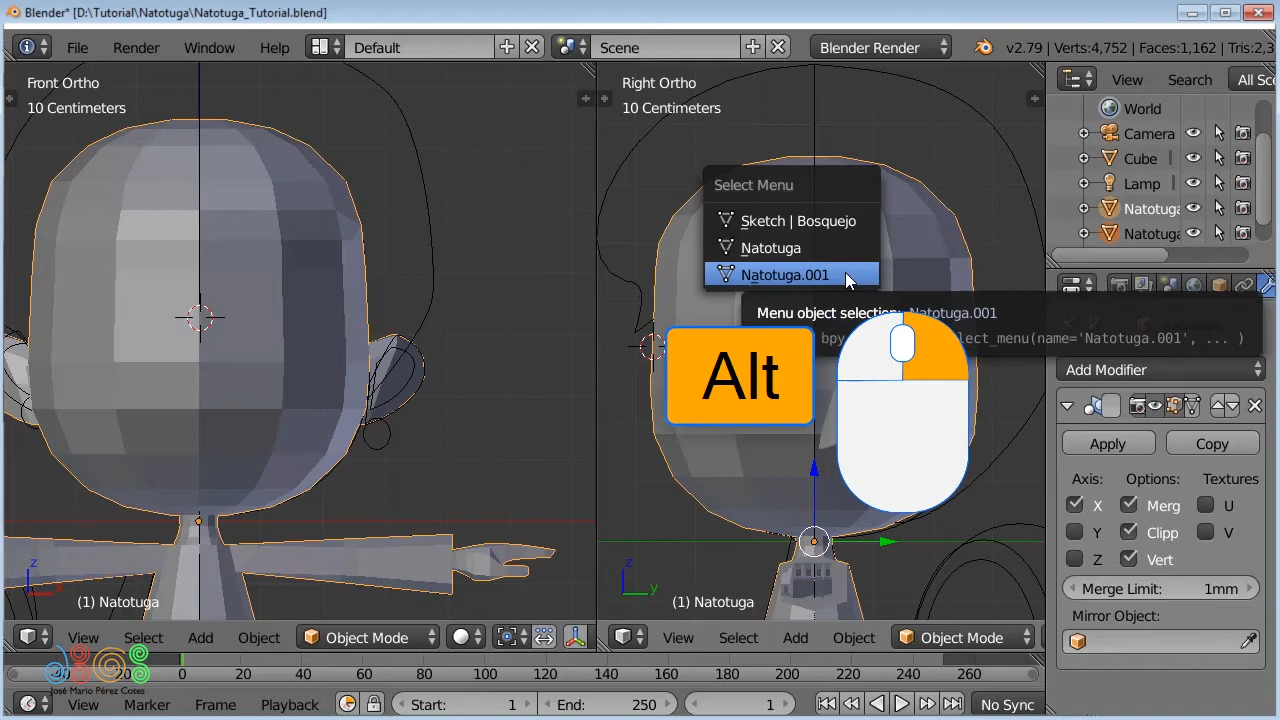 Blender* [D:\Tutorial\Natotuga\Natotuga_Tutorial.blend]
File Render Window Help Default Scene Blender Render v2.79 | Verts:4,752 | Faces:1,162 | Tris:2,3
Front Ortho
10 Centimeters
Right Ortho
10 Centimeters
View Search All Sc
World
Camera
Cube
Lamp
Natotuga
Natotuga
Select Menu
Sketch | Bosquejo
Natotuga
Natotuga.001
Menu object selection: Natotuga.001
bpy lect_menu(name='Natotuga.001', ... )
Alt
Add Modifier
Apply Copy
Axis: Options: Textures
X Merg U
Y Clipp V
Z Vert
Merge Limit: 1mm
Mirror Object:
z x
(1) Natotuga
z y
(1) Natotuga
View Select Add Object Object Mode
View Select Add Object Object Mode
20 0 20 40 60 80 100 120 140 160 180 200 220 240 260
José Mario Pérez Cotes
View Marker Frame Playback Start: 1 End: 250 1 No Sync